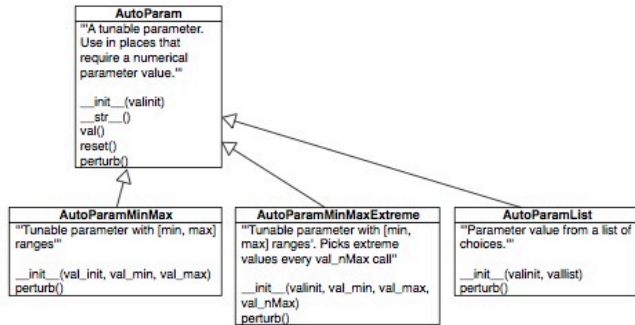 AutoParam
'"A tunable parameter.
Use in places that
require a numerical
parameter value.'"
__init__(valinit)
__str__()
val()
reset()
perturb()
AutoParamMinMax
'"Tunable parameter with [min, max]
ranges'"
__init__(val_init, val_min, val_max)
perturb()
AutoParamMinMaxExtreme
'"Tunable parameter with [min,
max] ranges'. Picks extreme
values every val_nMax call"
__init__(valinit, val_min, val_max,
val_nMax)
perturb()
AutoParamList
'"Parameter value from a list of
choices.'"
__init__(valinit, vallist)
perturb()